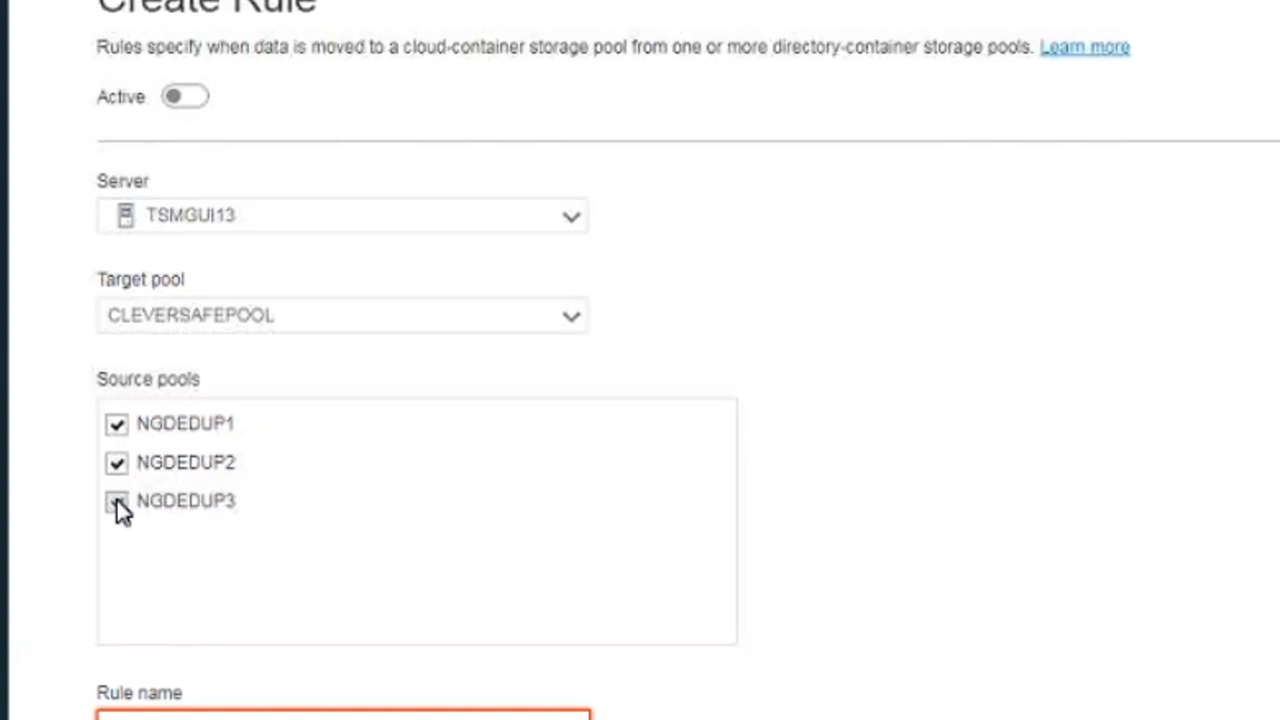 Create Rule
Rules specify when data is moved to a cloud-container storage pool from one or more directory-container storage pools. Learn more
Active
Server
TSMGUI13
Target pool
CLEVERSAFEPOOL
Source pools
NGDEDUP1
NGDEDUP2
NGDEDUP3
Rule name